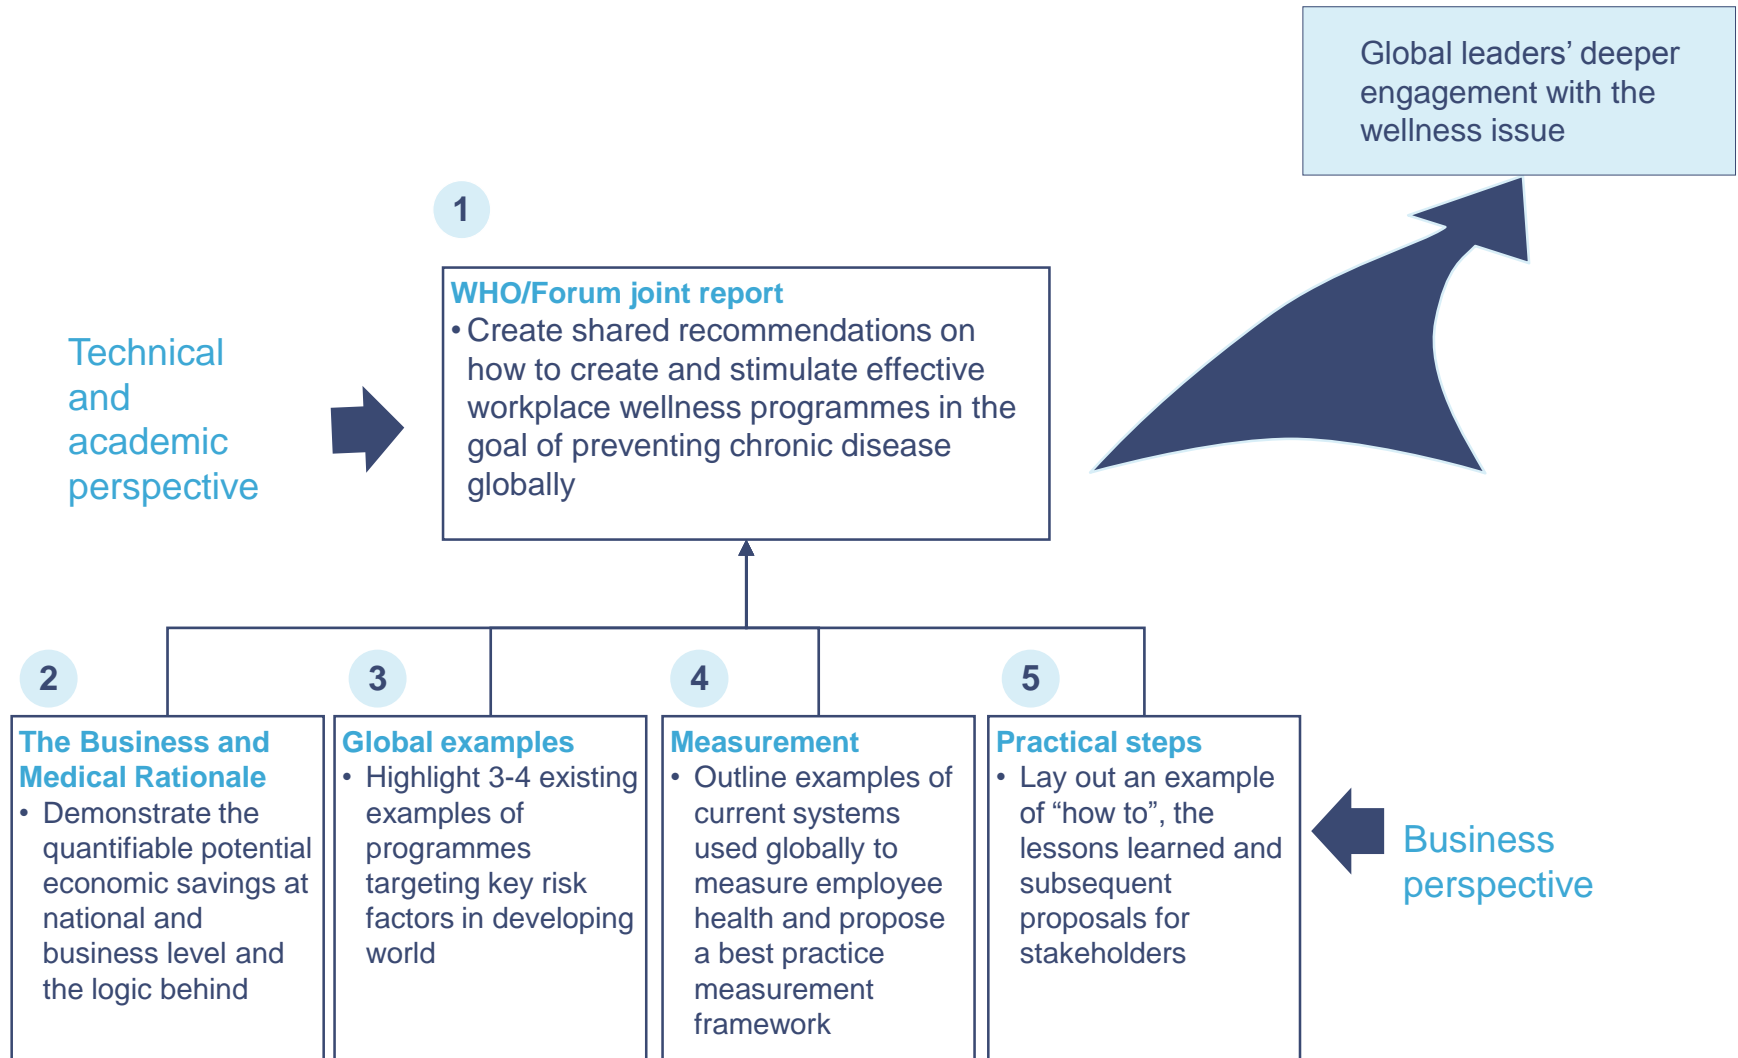 Global leaders’ deeper
engagement with the
wellness issue
1
WHO/Forum joint report
• Create shared recommendations on
how to create and stimulate effective
workplace wellness programmes in the
goal of preventing chronic disease
globally
Technical
and
academic
perspective
2
The Business and
Medical Rationale
• Demonstrate the
quantifiable potential
economic savings at
national and
business level and
the logic behind
3
Global examples
• Highlight 3-4 existing
examples of
programmes
targeting key risk
factors in developing
world
4
Measurement
• Outline examples of
current systems
used globally to
measure employee
health and propose
a best practice
measurement
framework
5
Practical steps
• Lay out an example
of “how to”, the
lessons learned and
subsequent
proposals for
stakeholders
Business
perspective